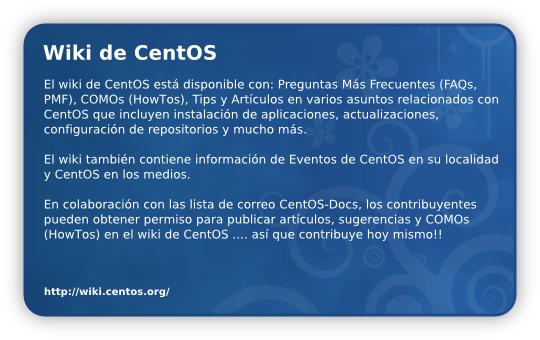 Wiki de CentOS
El wiki de CentOS está disponible con: Preguntas Más Frecuentes (FAQs,
PMF), COMOs (HowTos), Tips y Artículos en varios asuntos relacionados con
CentOS que incluyen instalación de aplicaciones, actualizaciones,
configuración de repositorios y mucho más.
El wiki también contiene información de Eventos de CentOS en su localidad
y CentOS en los medios.
En colaboración con las lista de correo CentOS-Docs, los contribuyentes
pueden obtener permiso para publicar artículos, sugerencias y COMOs
(HowTos) en el wiki de CentOS .... así que contribuye hoy mismo!!
http://wiki.centos.org/